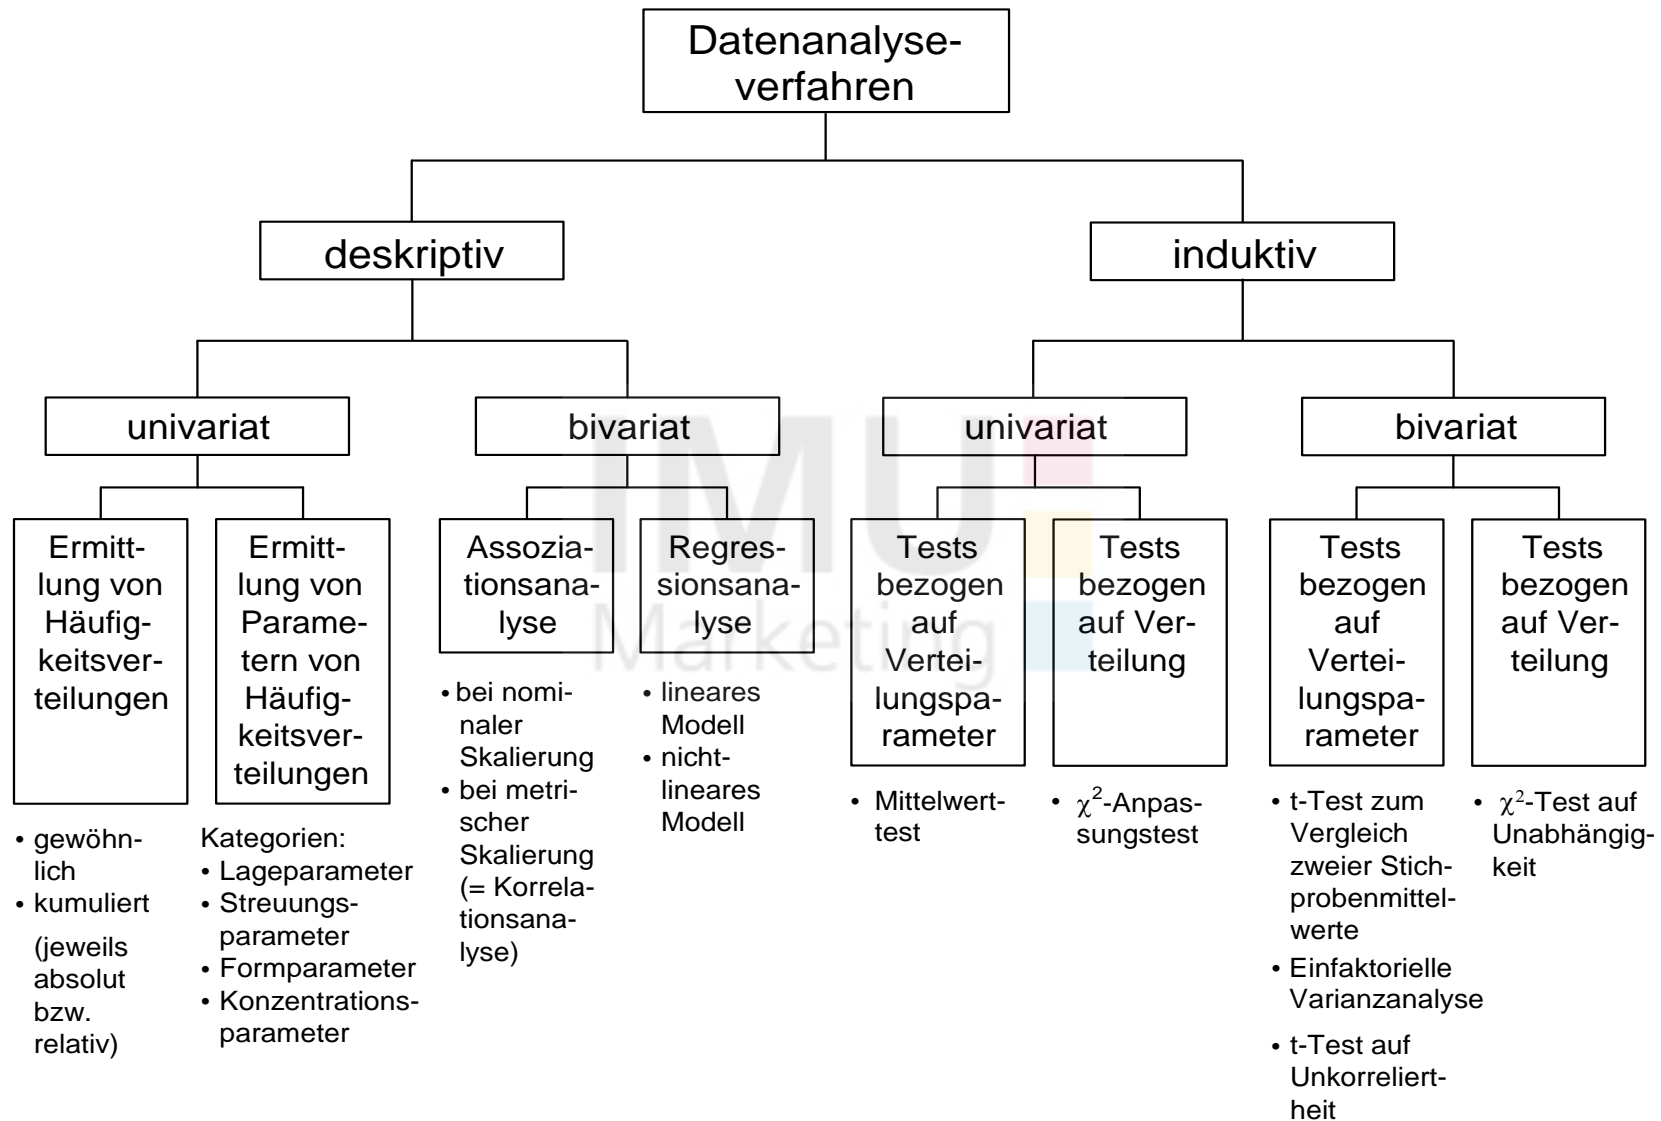 Datenanalyse-
verfahren
deskriptiv
induktiv
univariat
bivariat
univariat
bivariat
Ermitt-
lung von
Häufig-
keitsver-
teilungen
Ermitt-
lung von
Parame-
tern von
Häufig-
keitsver-
teilungen
Assozia-
tionsana-
lyse
Regres-
sionsana-
lyse
Tests
bezogen
auf
Vertei-
lungspa-
rameter
Tests
bezogen
auf Ver-
teilung
Tests
bezogen
auf
Vertei-
lungspa-
rameter
Tests
bezogen
auf Ver-
teilung
• gewöhn-
lich
• kumuliert
(jeweils
absolut
bzw.
relativ)
Kategorien:
• Lageparameter
• Streuungs-
parameter
• Formparameter
• Konzentrations-
parameter
• bei nomi-
naler
Skalierung
• bei metri-
scher
Skalierung
(= Korrela-
tionsana-
lyse)
• lineares
Modell
• nicht-
lineares
Modell
• Mittelwert-
test
• χ²-Anpas-
sungstest
• t-Test zum
Vergleich
zweier Stich-
probenmittel-
werte
• Einfaktorielle
Varianzanalyse
• t-Test auf
Unkorreliert-
heit
• χ²-Test auf
Unabhängig-
keit
IMU
Marketing